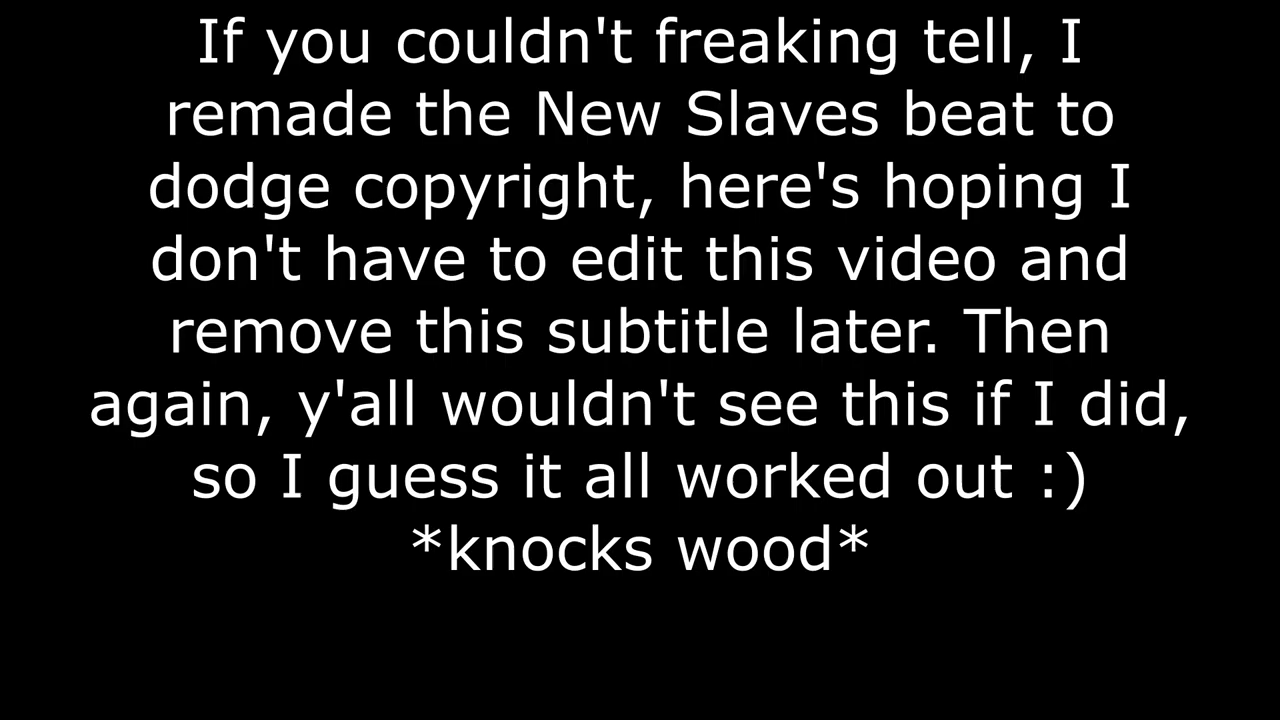 If you couldn't freaking tell, I
remade the New Slaves beat to
dodge copyright, here's hoping I
don't have to edit this video and
remove this subtitle later. Then
again, y'all wouldn't see this if I did,
so I guess it all worked out :)
*knocks wood*